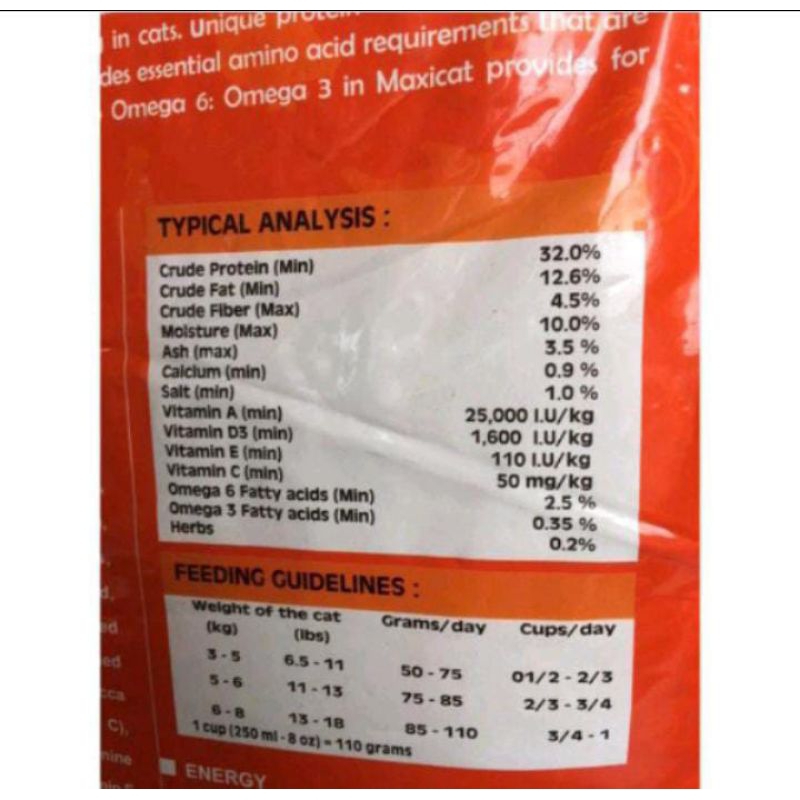 in cats. Unique
des essential amino acid requirements that are
Omega 6: Omega 3 in Maxicat provides for
TYPICAL ANALYSIS :
Crude Protein (Min) 32.0%
Crude Fat (Min) 12.6%
Crude Fiber (Max) 4.5%
Moisture (Max) 10.0%
Ash (max) 3.5 %
Calcium (min) 0.9 %
Salt (min) 1.0 %
Vitamin A (min) 25,000 I.U/kg
Vitamin D3 (min) 1,600 I.U/kg
Vitamin E (min) 110 I.U/kg
Vitamin C (min) 50 mg/kg
Omega 6 Fatty acids (Min) 2.5 %
Omega 3 Fatty acids (Min) 0.35 %
Herbs 0.2%
FEEDING GUIDELINES :
Weight of the cat Grams/day Cups/day
(kg) (lbs)
3 - 5 6.5 - 11 50 - 75 01/2 - 2/3
5 - 6 11 - 13 75 - 85 2/3 - 3/4
6 - 8 13 - 18 85 - 110 3/4 - 1
1 cup (250 ml - 8 oz) = 110 grams
ENERGY